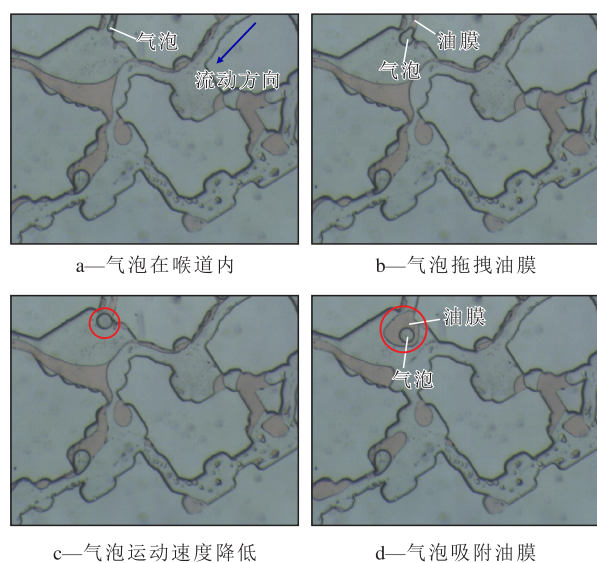 气泡
流动方向
油膜
气泡
a—气泡在喉道内
b—气泡拖拽油膜
油膜
气泡
c—气泡运动速度降低
d—气泡吸附油膜